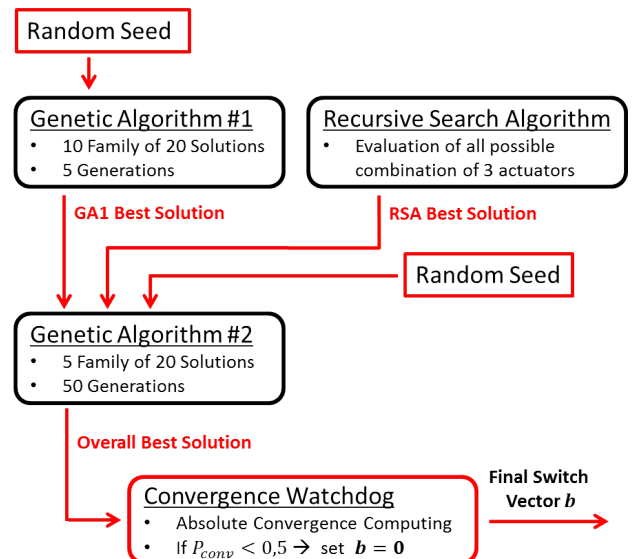 Random Seed
Genetic Algorithm #1
• 10 Family of 20 Solutions
• 5 Generations
Recursive Search Algorithm
• Evaluation of all possible
combination of 3 actuators
GA1 Best Solution
RSA Best Solution
Random Seed
Genetic Algorithm #2
• 5 Family of 20 Solutions
• 50 Generations
Overall Best Solution
Convergence Watchdog
• Absolute Convergence Computing
• If P_conv < 0,5 → set b = 0
Final Switch
Vector b